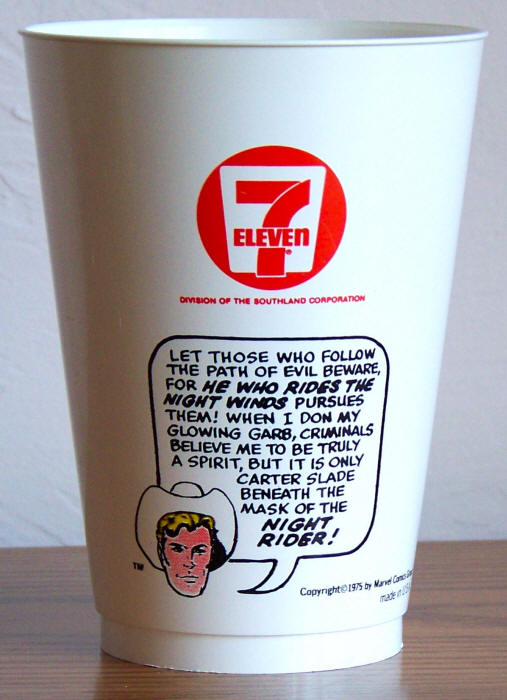 7
ELEVEn
®
DIVISION OF THE SOUTHLAND CORPORATION
LET THOSE WHO FOLLOW
THE PATH OF EVIL BEWARE,
FOR HE WHO RIDES THE
NIGHT WINDS PURSUES
THEM! WHEN I DON MY
GLOWING GARB, CRIMINALS
BELIEVE ME TO BE TRULY
A SPIRIT, BUT IT IS ONLY
CARTER SLADE
BENEATH THE
MASK OF THE
NIGHT
RIDER!
TM
Copyright © 1975 by Marvel Comics
made in U.S.A